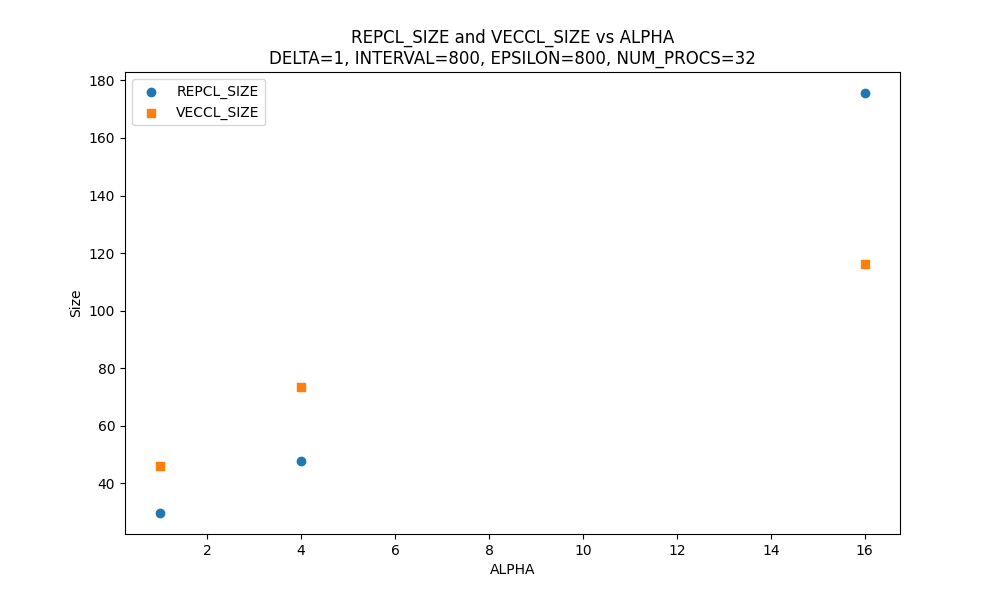 REPCL_SIZE and VECCL_SIZE vs ALPHA
DELTA=1, INTERVAL=800, EPSILON=800, NUM_PROCS=32
REPCL_SIZE
VECCL_SIZE
180
160
140
120
100
80
60
40
Size
2 4 6 8 10 12 14 16
ALPHA